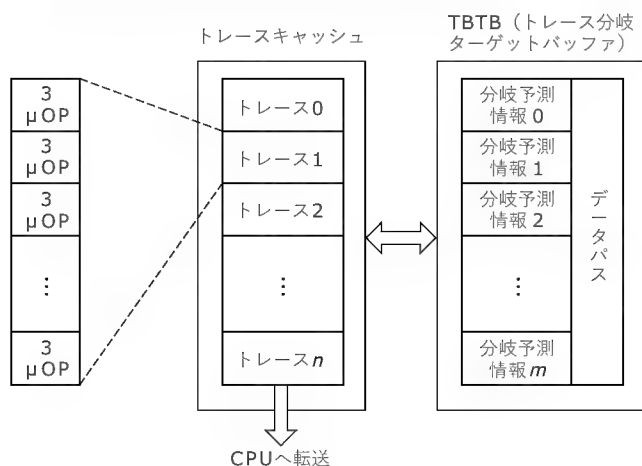 トレースキャッシュ
TBTB（トレース分岐
ターゲットバッファ）
3
μOP
3
μOP
3
μOP
⋮
3
μOP
トレース0
トレース1
トレース2
⋮
トレースn
CPUへ転送
分岐予測
情報0
分岐予測
情報1
分岐予測
情報2
⋮
分岐予測
情報m
データパス